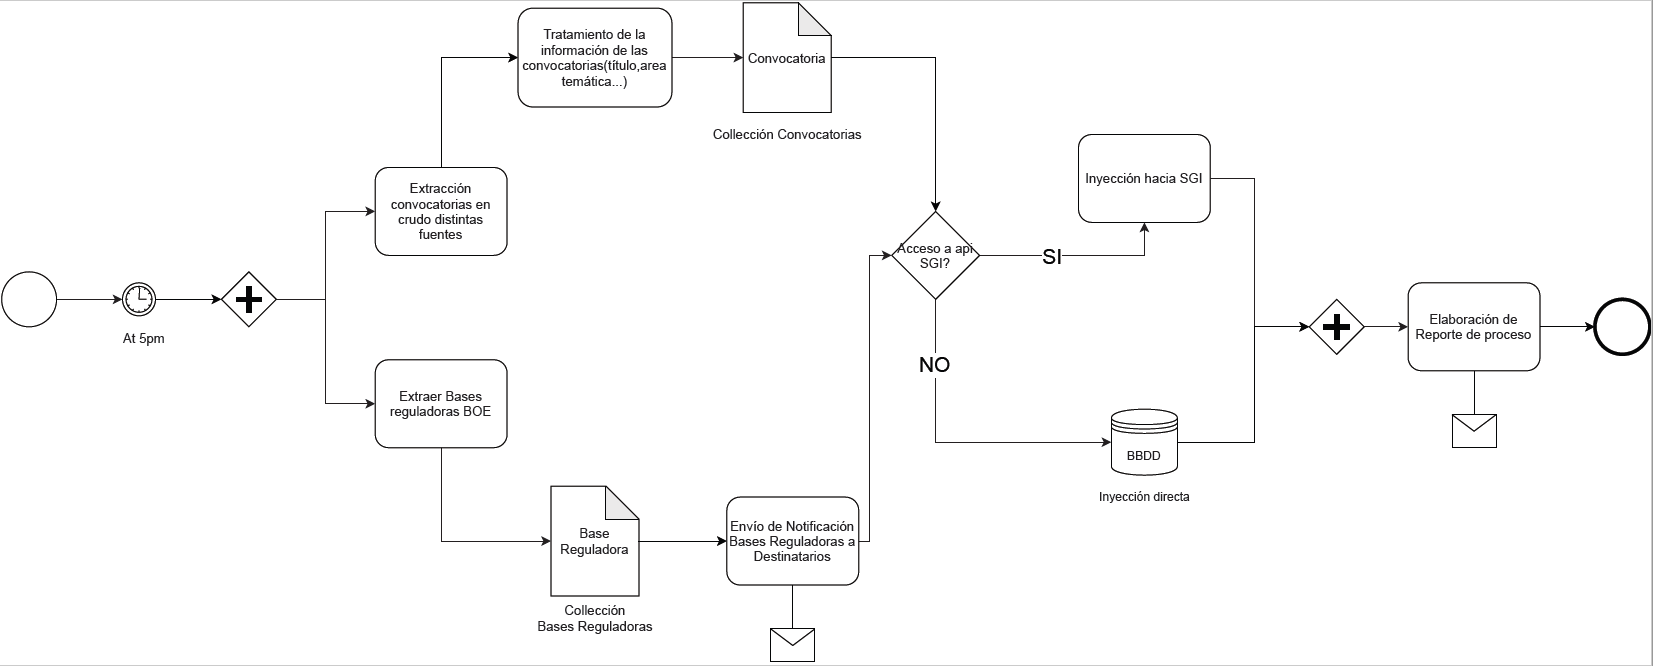 Tratamiento de la
información de las
convocatorias(título,area
temática...)
Convocatoria
Collección Convocatorias
Extracción
convocatorias en
crudo distintas
fuentes
Inyección hacia SGI
Acceso a api
SGI?
SI
At 5pm
Elaboración de
Reporte de proceso
NO
Extraer Bases
reguladoras BOE
BBDD
Inyección directa
Base
Reguladora
Envío de Notificación
Bases Reguladoras a
Destinatarios
Collección
Bases Reguladoras